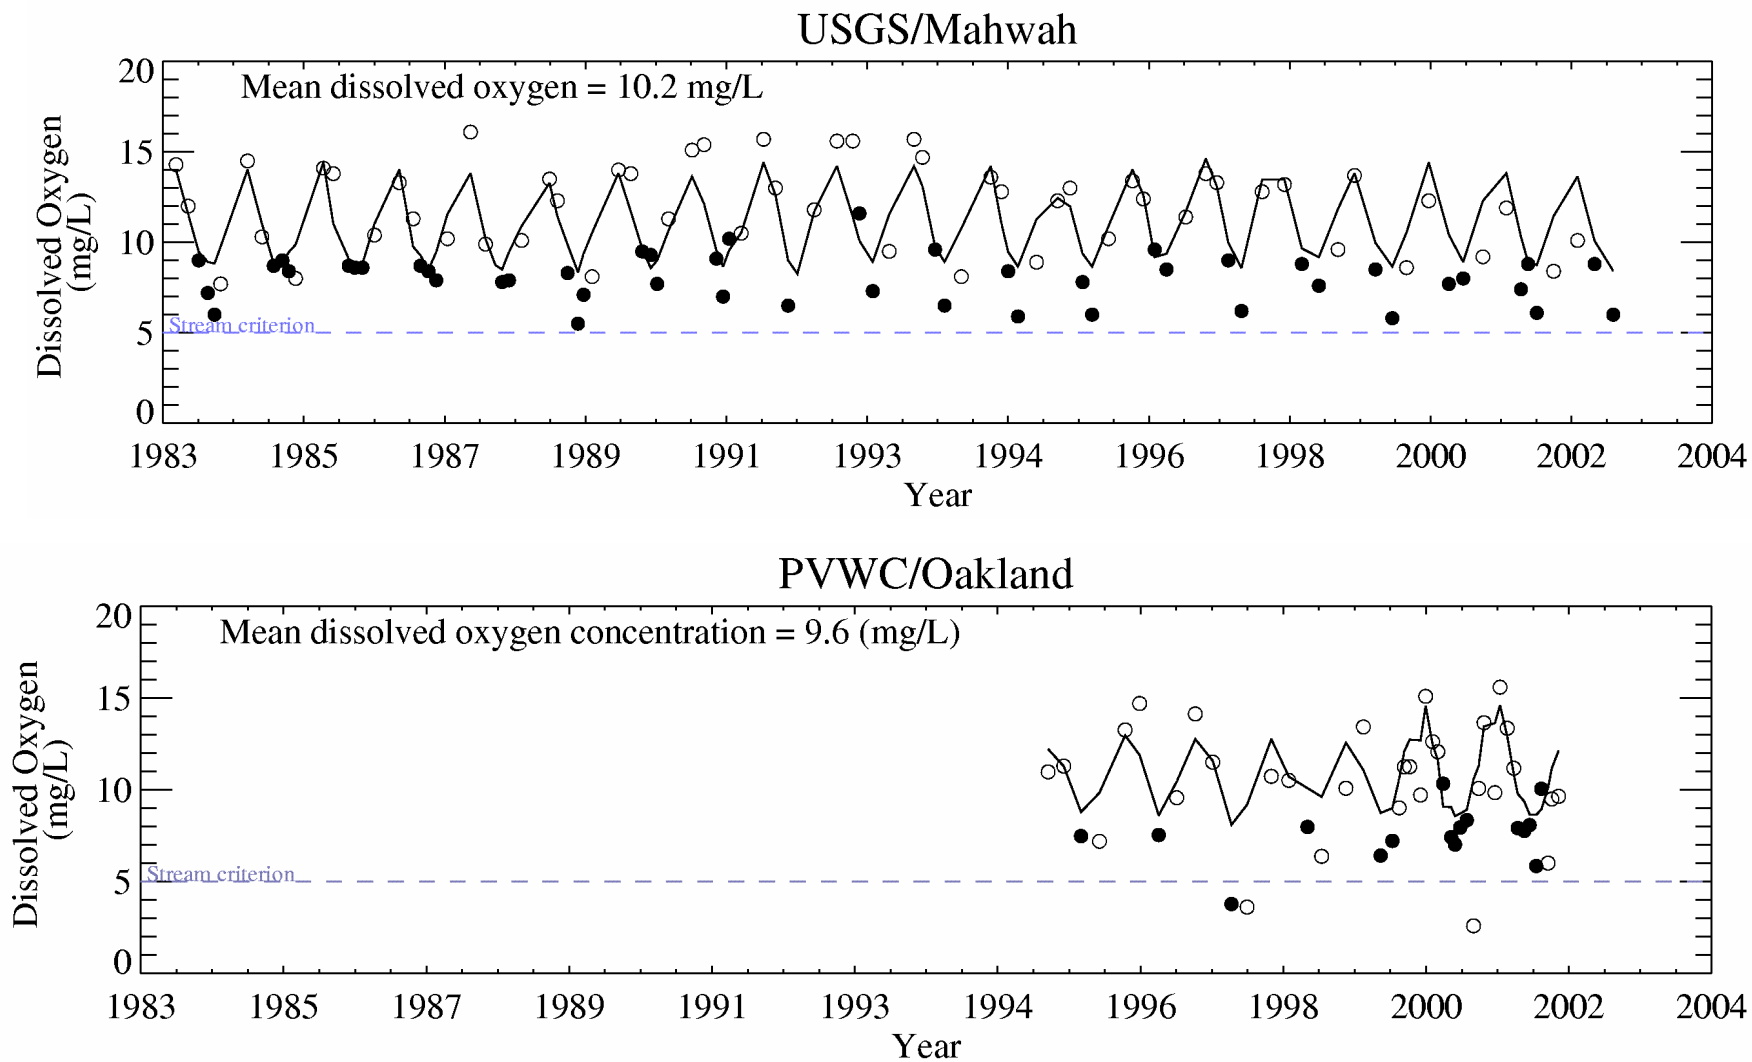 USGS/Mahwah
Mean dissolved oxygen = 10.2 mg/L
Dissolved Oxygen
(mg/L)
20
15
10
5
0
Stream criterion
1983 1985 1987 1989 1991 1993 1994 1996 1998 2000 2002 2004
Year
PVWC/Oakland
Mean dissolved oxygen concentration = 9.6 (mg/L)
Dissolved Oxygen
(mg/L)
20
15
10
5
0
Stream criterion
1983 1985 1987 1989 1991 1993 1994 1996 1998 2000 2002 2004
Year